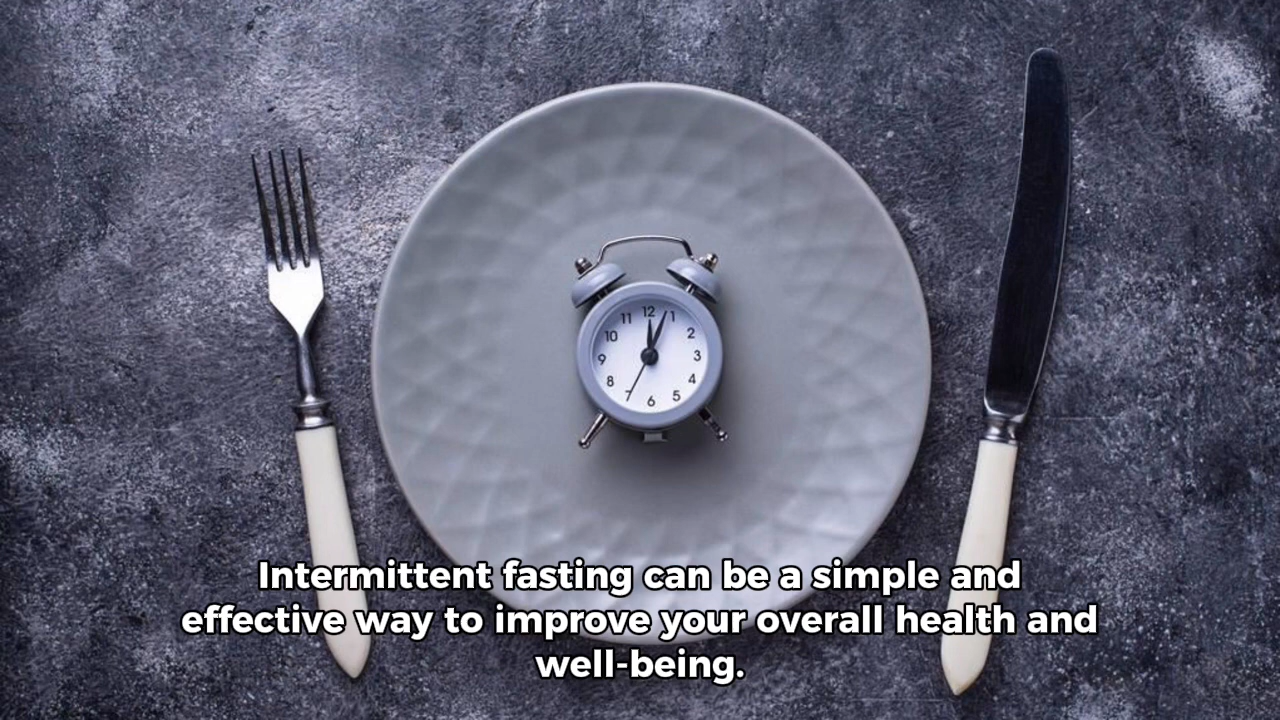 11 12 1
10 2
9 3
8 4
7 6 5
Intermittent fasting can be a simple and
effective way to improve your overall health and
well-being.